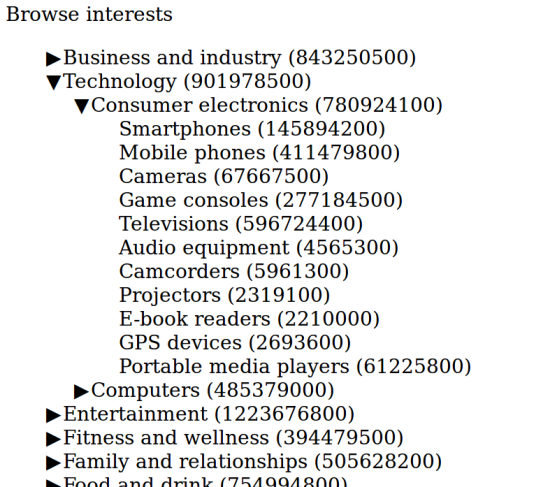 Browse interests
▶Business and industry (843250500)
▼Technology (901978500)
▼Consumer electronics (780924100)
Smartphones (145894200)
Mobile phones (411479800)
Cameras (67667500)
Game consoles (277184500)
Televisions (596724400)
Audio equipment (4565300)
Camcorders (5961300)
Projectors (2319100)
E-book readers (2210000)
GPS devices (2693600)
Portable media players (61225800)
▶Computers (485379000)
▶Entertainment (1223676800)
▶Fitness and wellness (394479500)
▶Family and relationships (505628200)
▶Food and drink (754994800)